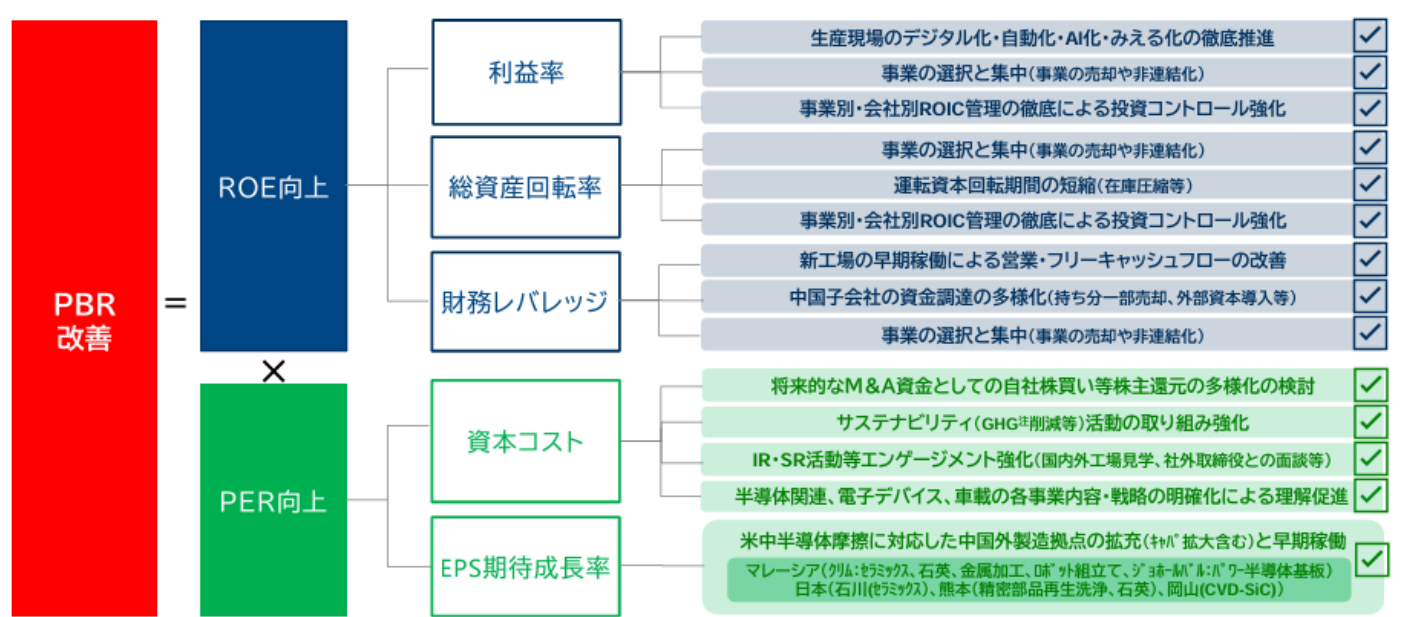 PBR
改善
=
ROE向上
×
PER向上
利益率
生産現場のデジタル化・自動化・AI化・みえる化の徹底推進
事業の選択と集中(事業の売却や非連結化)
事業別・会社別ROIC管理の徹底による投資コントロール強化
総資産回転率
事業の選択と集中(事業の売却や非連結化)
運転資本回転期間の短縮(在庫圧縮等)
事業別・会社別ROIC管理の徹底による投資コントロール強化
財務レバレッジ
新工場の早期稼働による営業・フリーキャッシュフローの改善
中国子会社の資金調達の多様化(持ち分一部売却、外部資本導入等)
事業の選択と集中(事業の売却や非連結化)
資本コスト
将来的なM&A資金としての自社株買い等株主還元の多様化の検討
サステナビリティ(GHG注削減等)活動の取り組み強化
IR・SR活動等エンゲージメント強化(国内外工場見学、社外取締役との面談等)
半導体関連、電子デバイス、車載の各事業内容・戦略の明確化による理解促進
EPS期待成長率
米中半導体摩擦に対応した中国外製造拠点の拡充(ｷｬﾊﾟ拡大含む)と早期稼働
マレーシア(ｸﾘﾑ:ｾﾗﾐｯｸｽ、石英、金属加工、ﾛﾎﾞｯﾄ組立て、ｼﾞｮﾎｰﾙﾊﾞﾙ:ﾊﾟﾜｰ半導体基板)
日本(石川(ｾﾗﾐｯｸｽ)、熊本(精密部品再生洗浄、石英)、岡山(CVD-SiC))